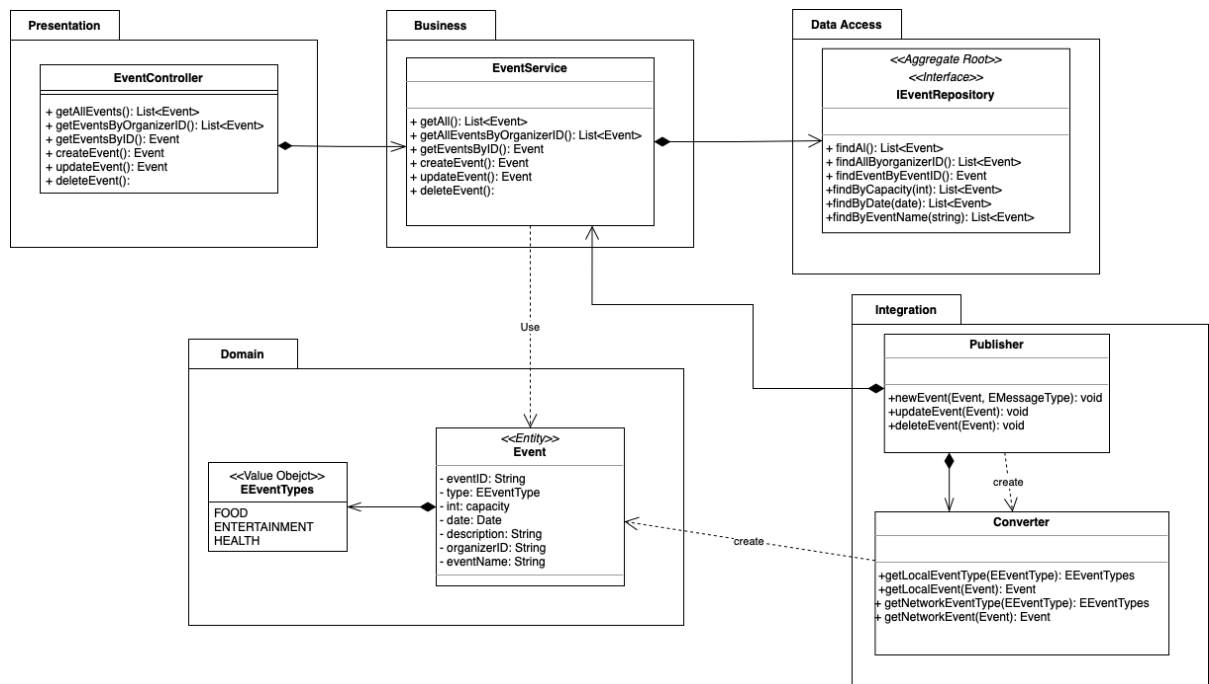 Presentation
EventController
+ getAllEvents(): List<Event>
+ getEventsByOrganizerID(): List<Event>
+ getEventsByID(): Event
+ createEvent(): Event
+ updateEvent(): Event
+ deleteEvent():
Business
EventService
+ getAll(): List<Event>
+ getAllEventsByOrganizerID(): List<Event>
+ getEventsByID(): Event
+ createEvent(): Event
+ updateEvent(): Event
+ deleteEvent():
Data Access
<<Aggregate Root>>
<<Interface>>
IEventRepository
+ findAl(): List<Event>
+ findAllByorganizerID(): List<Event>
+ findEventByEventID(): Event
+findByCapacity(int): List<Event>
+findByDate(date): List<Event>
+findByEventName(string): List<Event>
Use
Domain
<<Value Obejct>>
EEventTypes
FOOD
ENTERTAINMENT
HEALTH
<<Entity>>
Event
- eventID: String
- type: EEventType
- int: capacity
- date: Date
- description: String
- organizerID: String
- eventName: String
create
Integration
Publisher
+newEvent(Event, EMessageType): void
+updateEvent(Event): void
+deleteEvent(Event): void
create
Converter
+getLocalEventType(EEventType): EEventTypes
+getLocalEvent(Event): Event
+ getNetworkEventType(EEventType): EEventTypes
+ getNetworkEvent(Event): Event